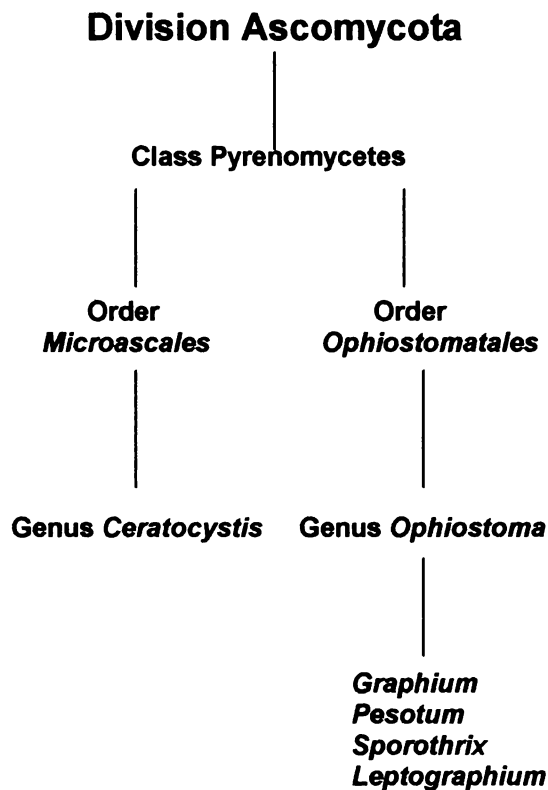 Division Ascomycota
Class Pyrenomycetes
Order
Microascales
Order
Ophiostomatales
Genus Ceratocystis
Genus Ophiostoma
Graphium
Pesotum
Sporothrix
Leptographium